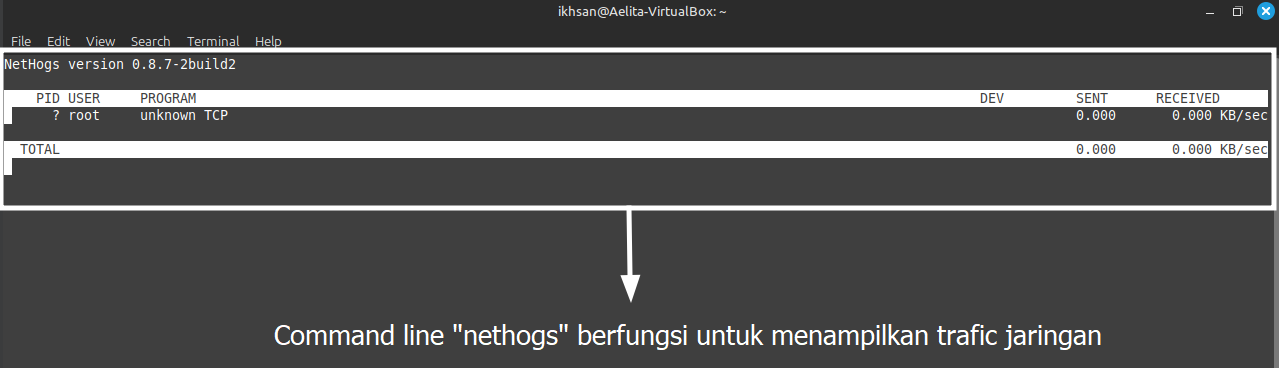 ikhsan@Aelita-VirtualBox: ~
File Edit View Search Terminal Help
NetHogs version 0.8.7-2build2
PID USER PROGRAM DEV SENT RECEIVED
? root unknown TCP 0.000 0.000 KB/sec
TOTAL 0.000 0.000 KB/sec
Command line "nethogs" berfungsi untuk menampilkan trafic jaringan